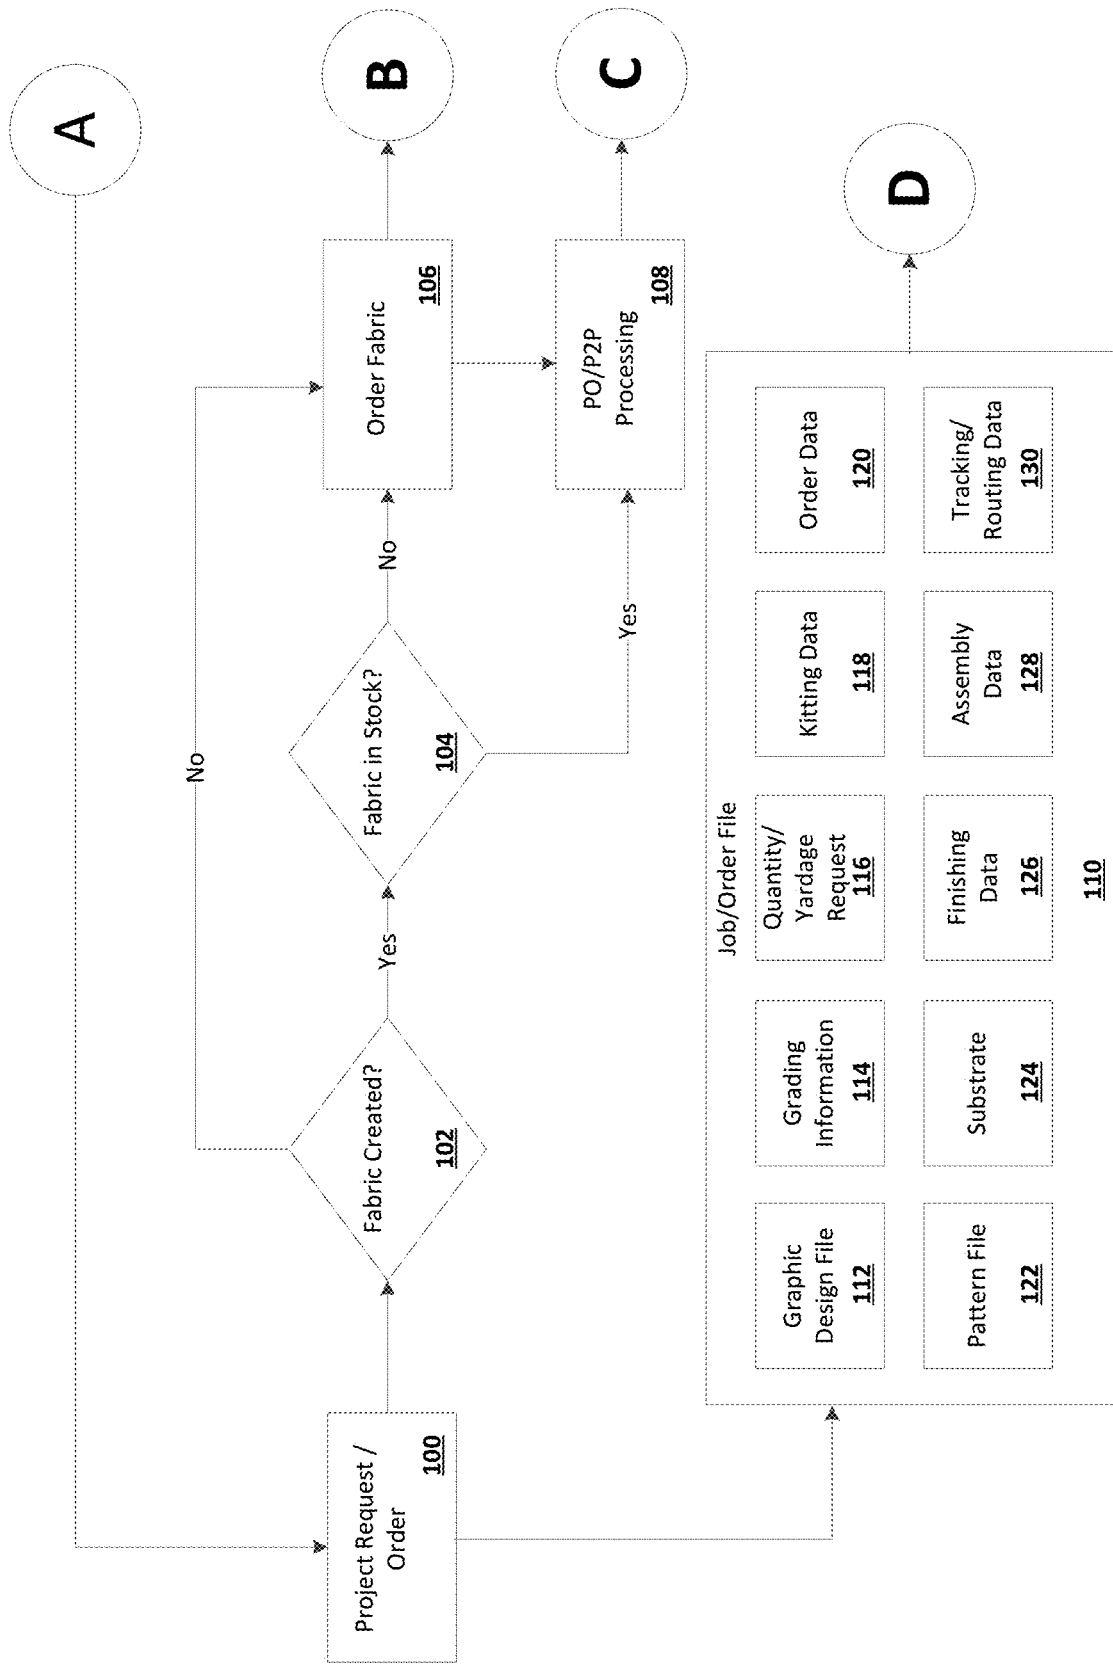 A
Project Request /
Order
100
Fabric Created?
102
No
Yes
Fabric in Stock?
104
No
Yes
Order Fabric
106
B
PO/P2P
Processing
108
C
Job/Order File
Graphic
Design File
112
Grading
Information
114
Quantity/
Yardage
Request
116
Kitting Data
118
Order Data
120
Pattern File
122
Substrate
124
Finishing
Data
126
Assembly
Data
128
Tracking/
Routing Data
130
110
D